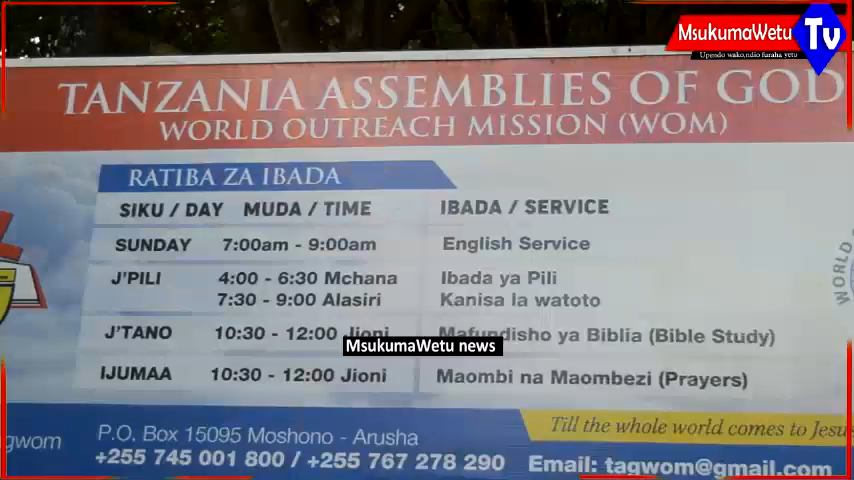 MsukumaWetu Tv
Upendo wako,ndio furaha yetu
TANZANIA ASSEMBLIES OF GOD
WORLD OUTREACH MISSION (WOM)
RATIBA ZA IBADA
SIKU / DAY MUDA / TIME IBADA / SERVICE
SUNDAY 7:00am - 9:00am English Service
J'PILI 4:00 - 6:30 Mchana Ibada ya Pili
7:30 - 9:00 Alasiri Kanisa la watoto
J'TANO 10:30 - 12:00 Jioni Mafundisho ya Biblia (Bible Study)
MsukumaWetu news
IJUMAA 10:30 - 12:00 Jioni Maombi na Maombezi (Prayers)
WORLD
Till the whole world comes to Jesus
gwom P.O. Box 15095 Moshono - Arusha
+255 745 001 800 / +255 767 278 290 Email: tagwom@gmail.com